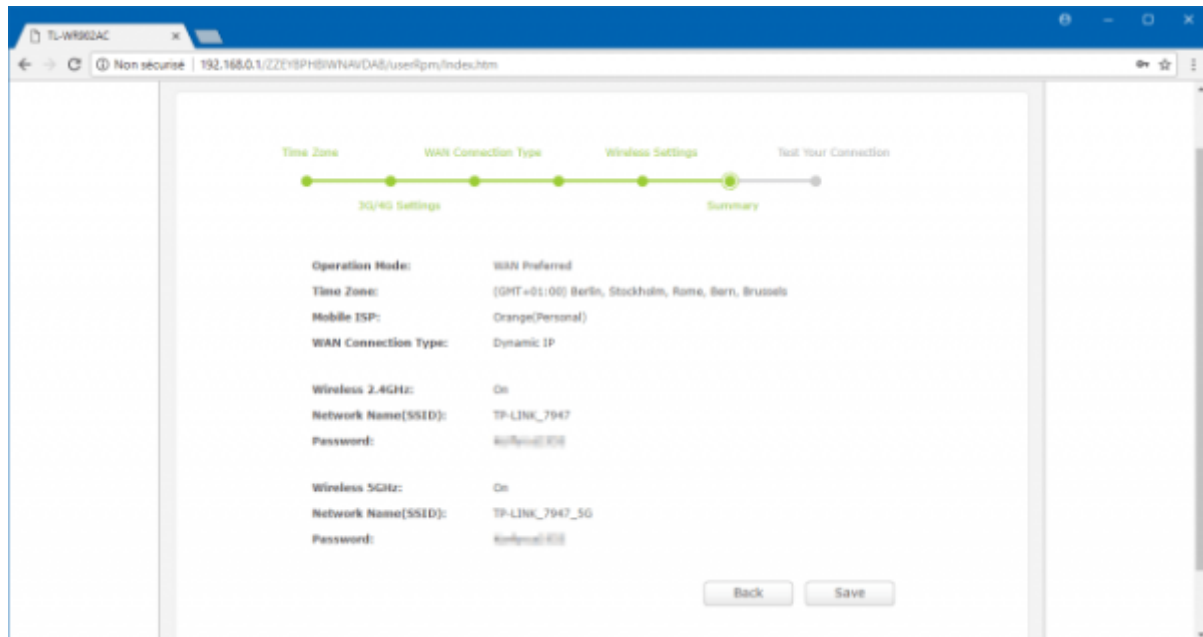 TL-WR902AC
Non sécurisé | 192.168.0.1/ZZEYBPHBIWNAVDAB/userRpm/Index.htm
Time Zone WAN Connection Type Wireless Settings Test Your Connection
3G/4G Settings Summary
Operation Mode: WAN Preferred
Time Zone: (GMT+01:00) Berlin, Stockholm, Rome, Bern, Brussels
Mobile ISP: Orange(Personal)
WAN Connection Type: Dynamic IP
Wireless 2.4GHz: On
Network Name(SSID): TP-LINK_7947
Password:
Wireless 5GHz: On
Network Name(SSID): TP-LINK_7947_5G
Password:
Back Save